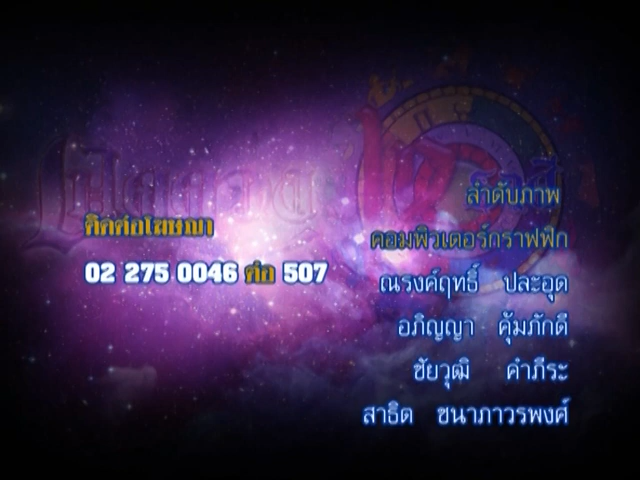 ลำดับภาพ
คอมพิวเตอร์กราฟฟิก
ติดต่อโฆษณา
02 275 0046 ต่อ 507
ณรงค์ฤทธิ์ ปละอุด
อภิญญา คุ้มภักดี
ชัยวุฒิ คำภีระ
สาธิต ชนาภาวรพงศ์